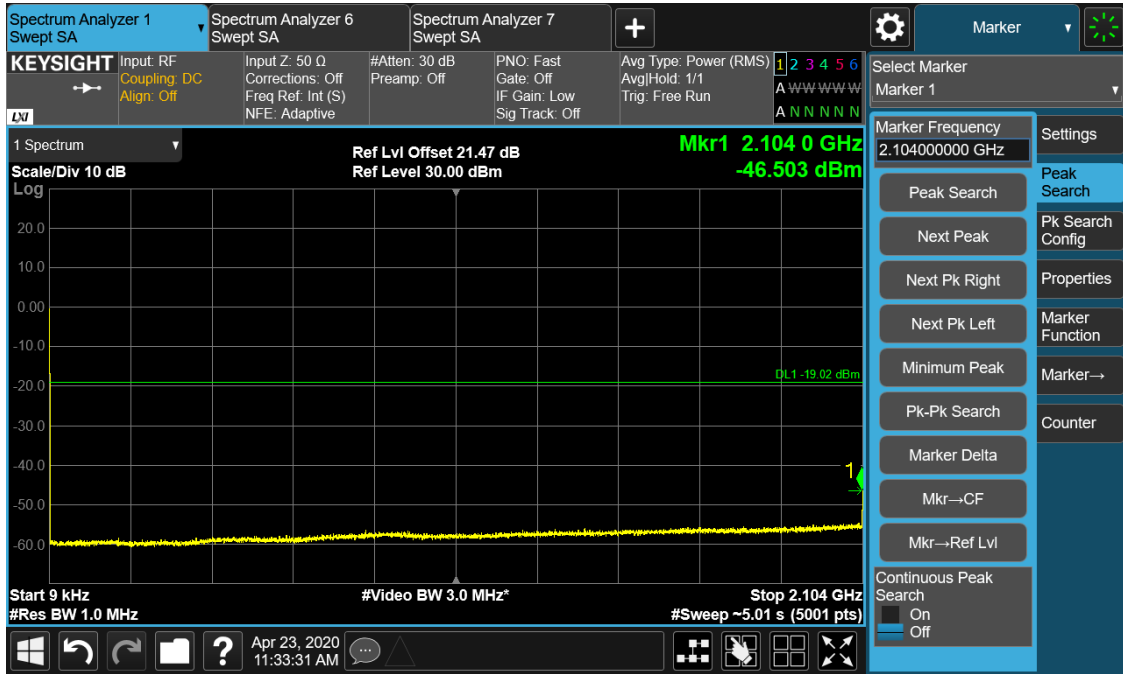 Spectrum Analyzer 1
Swept SA
Spectrum Analyzer 6
Swept SA
Spectrum Analyzer 7
Swept SA
Marker
KEYSIGHT
LXI
Input: RF
Coupling: DC
Align: Off
Input Z: 50 Ω
Corrections: Off
Freq Ref: Int (S)
NFE: Adaptive
#Atten: 30 dB
Preamp: Off
PNO: Fast
Gate: Off
IF Gain: Low
Sig Track: Off
Avg Type: Power (RMS)
Avg|Hold: 1/1
Trig: Free Run
1 2 3 4 5 6
A W W W W W
A N N N N N
1 Spectrum
Scale/Div 10 dB
Log
Ref Lvl Offset 21.47 dB
Ref Level 30.00 dBm
Mkr1 2.104 0 GHz
-46.503 dBm
20.0
10.0
0.00
-10.0
-20.0
-30.0
-40.0
-50.0
-60.0
DL1 -19.02 dBm
1
Start 9 kHz
#Res BW 1.0 MHz
#Video BW 3.0 MHz*
Stop 2.104 GHz
#Sweep ~5.01 s (5001 pts)
Apr 23, 2020
11:33:31 AM
Select Marker
Marker 1
Marker Frequency
2.104000000 GHz
Peak Search
Next Peak
Next Pk Right
Next Pk Left
Minimum Peak
Pk-Pk Search
Marker Delta
Mkr→CF
Mkr→Ref Lvl
Continuous Peak
Search
On
Off
Settings
Peak
Search
Pk Search
Config
Properties
Marker
Function
Marker→
Counter